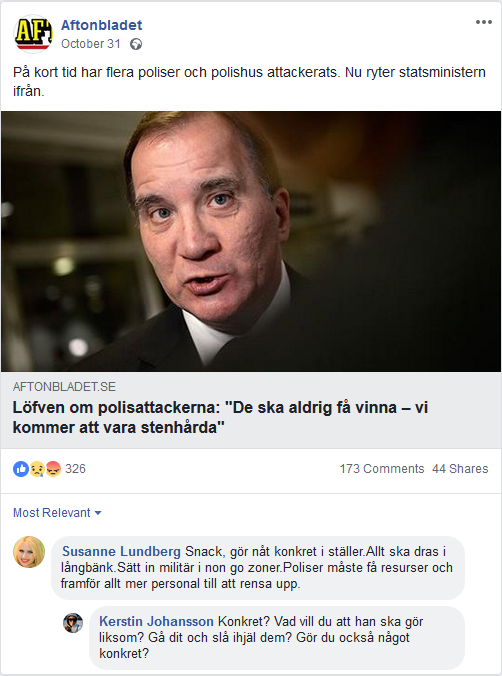 AF
Aftonbladet
October 31
På kort tid har flera poliser och polishus attackerats. Nu ryter statsministern
ifrån.
AFTONBLADET.SE
Löfven om polisattackerna: "De ska aldrig få vinna – vi
kommer att vara stenhårda"
326
173 Comments 44 Shares
Most Relevant
Susanne Lundberg Snack, gör nåt konkret i ställer.Allt ska dras i
långbänk.Sätt in militär i non go zoner.Poliser måste få resurser och
framför allt mer personal till att rensa upp.
Kerstin Johansson Konkret? Vad vill du att han ska gör
liksom? Gå dit och slå ihjäl dem? Gör du också något
konkret?